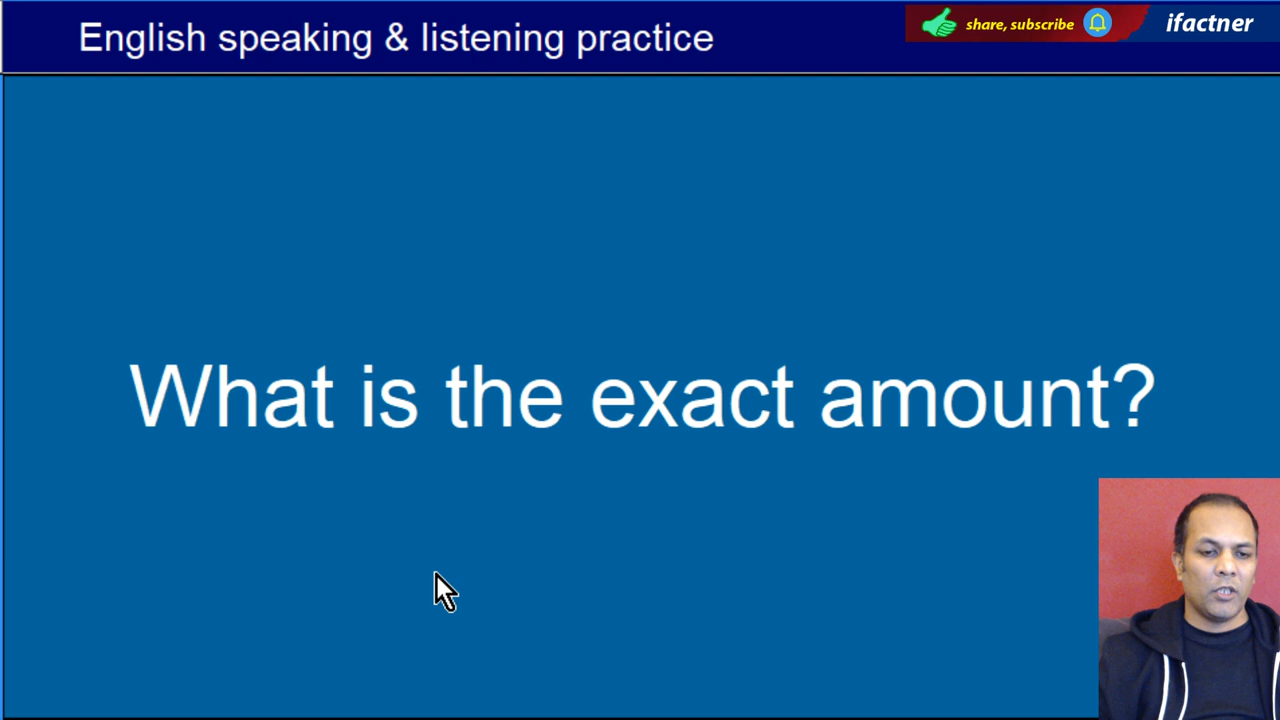 English speaking & listening practice
share, subscribe
ifactner
What is the exact amount?